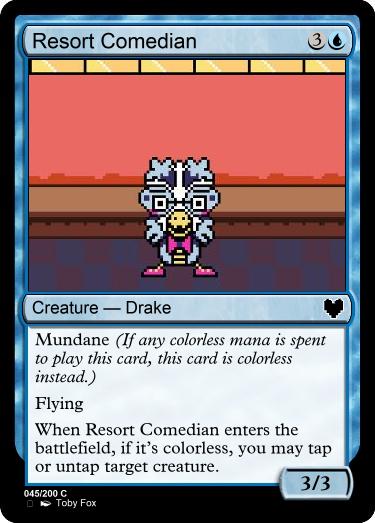 Resort Comedian 3
Creature — Drake
Mundane (If any colorless mana is spent
to play this card, this card is colorless
instead.)
Flying
When Resort Comedian enters the
battlefield, if it's colorless, you may tap
or untap target creature.
3/3
045/200 C
Toby Fox